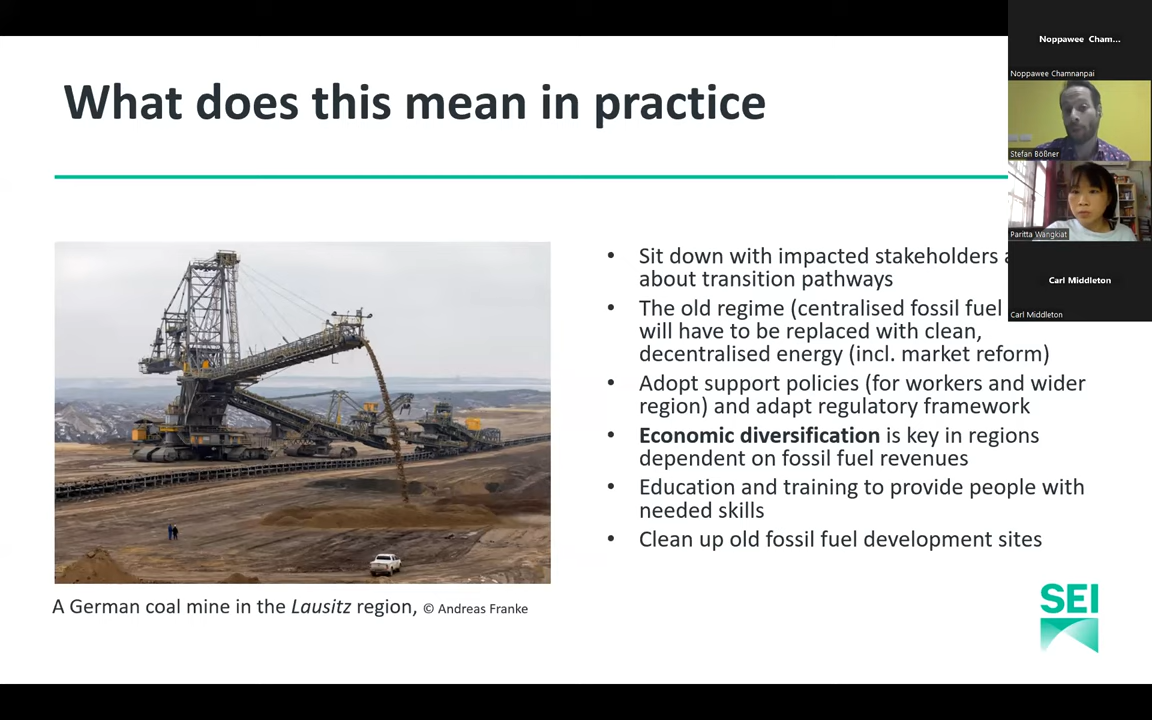 What does this mean in practice
Noppawee Cham...
Noppawee Chamnanpai
Stefan Bößner
Paritta Wangkiat
Carl Middleton
Carl Middleton
• Sit down with impacted stakeholders
about transition pathways
• The old regime (centralised fossil fuel
will have to be replaced with clean,
decentralised energy (incl. market reform)
• Adopt support policies (for workers and wider
region) and adapt regulatory framework
• Economic diversification is key in regions
dependent on fossil fuel revenues
• Education and training to provide people with
needed skills
• Clean up old fossil fuel development sites
A German coal mine in the Lausitz region, © Andreas Franke
SEI